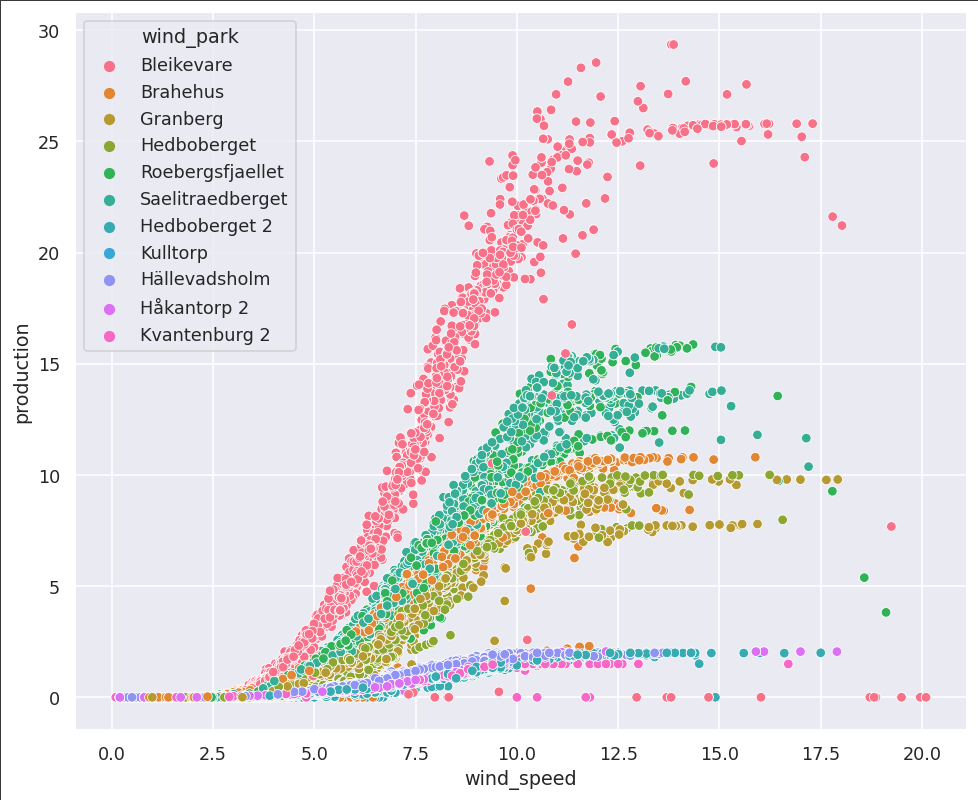 wind_park
Bleikevare
Brahehus
Granberg
Hedboberget
Roebergsfjaellet
Saelitraedberget
Hedboberget 2
Kulltorp
Hällevadsholm
Håkantorp 2
Kvantenburg 2
production
30
25
20
15
10
5
0
0.0 2.5 5.0 7.5 10.0 12.5 15.0 17.5 20.0
wind_speed